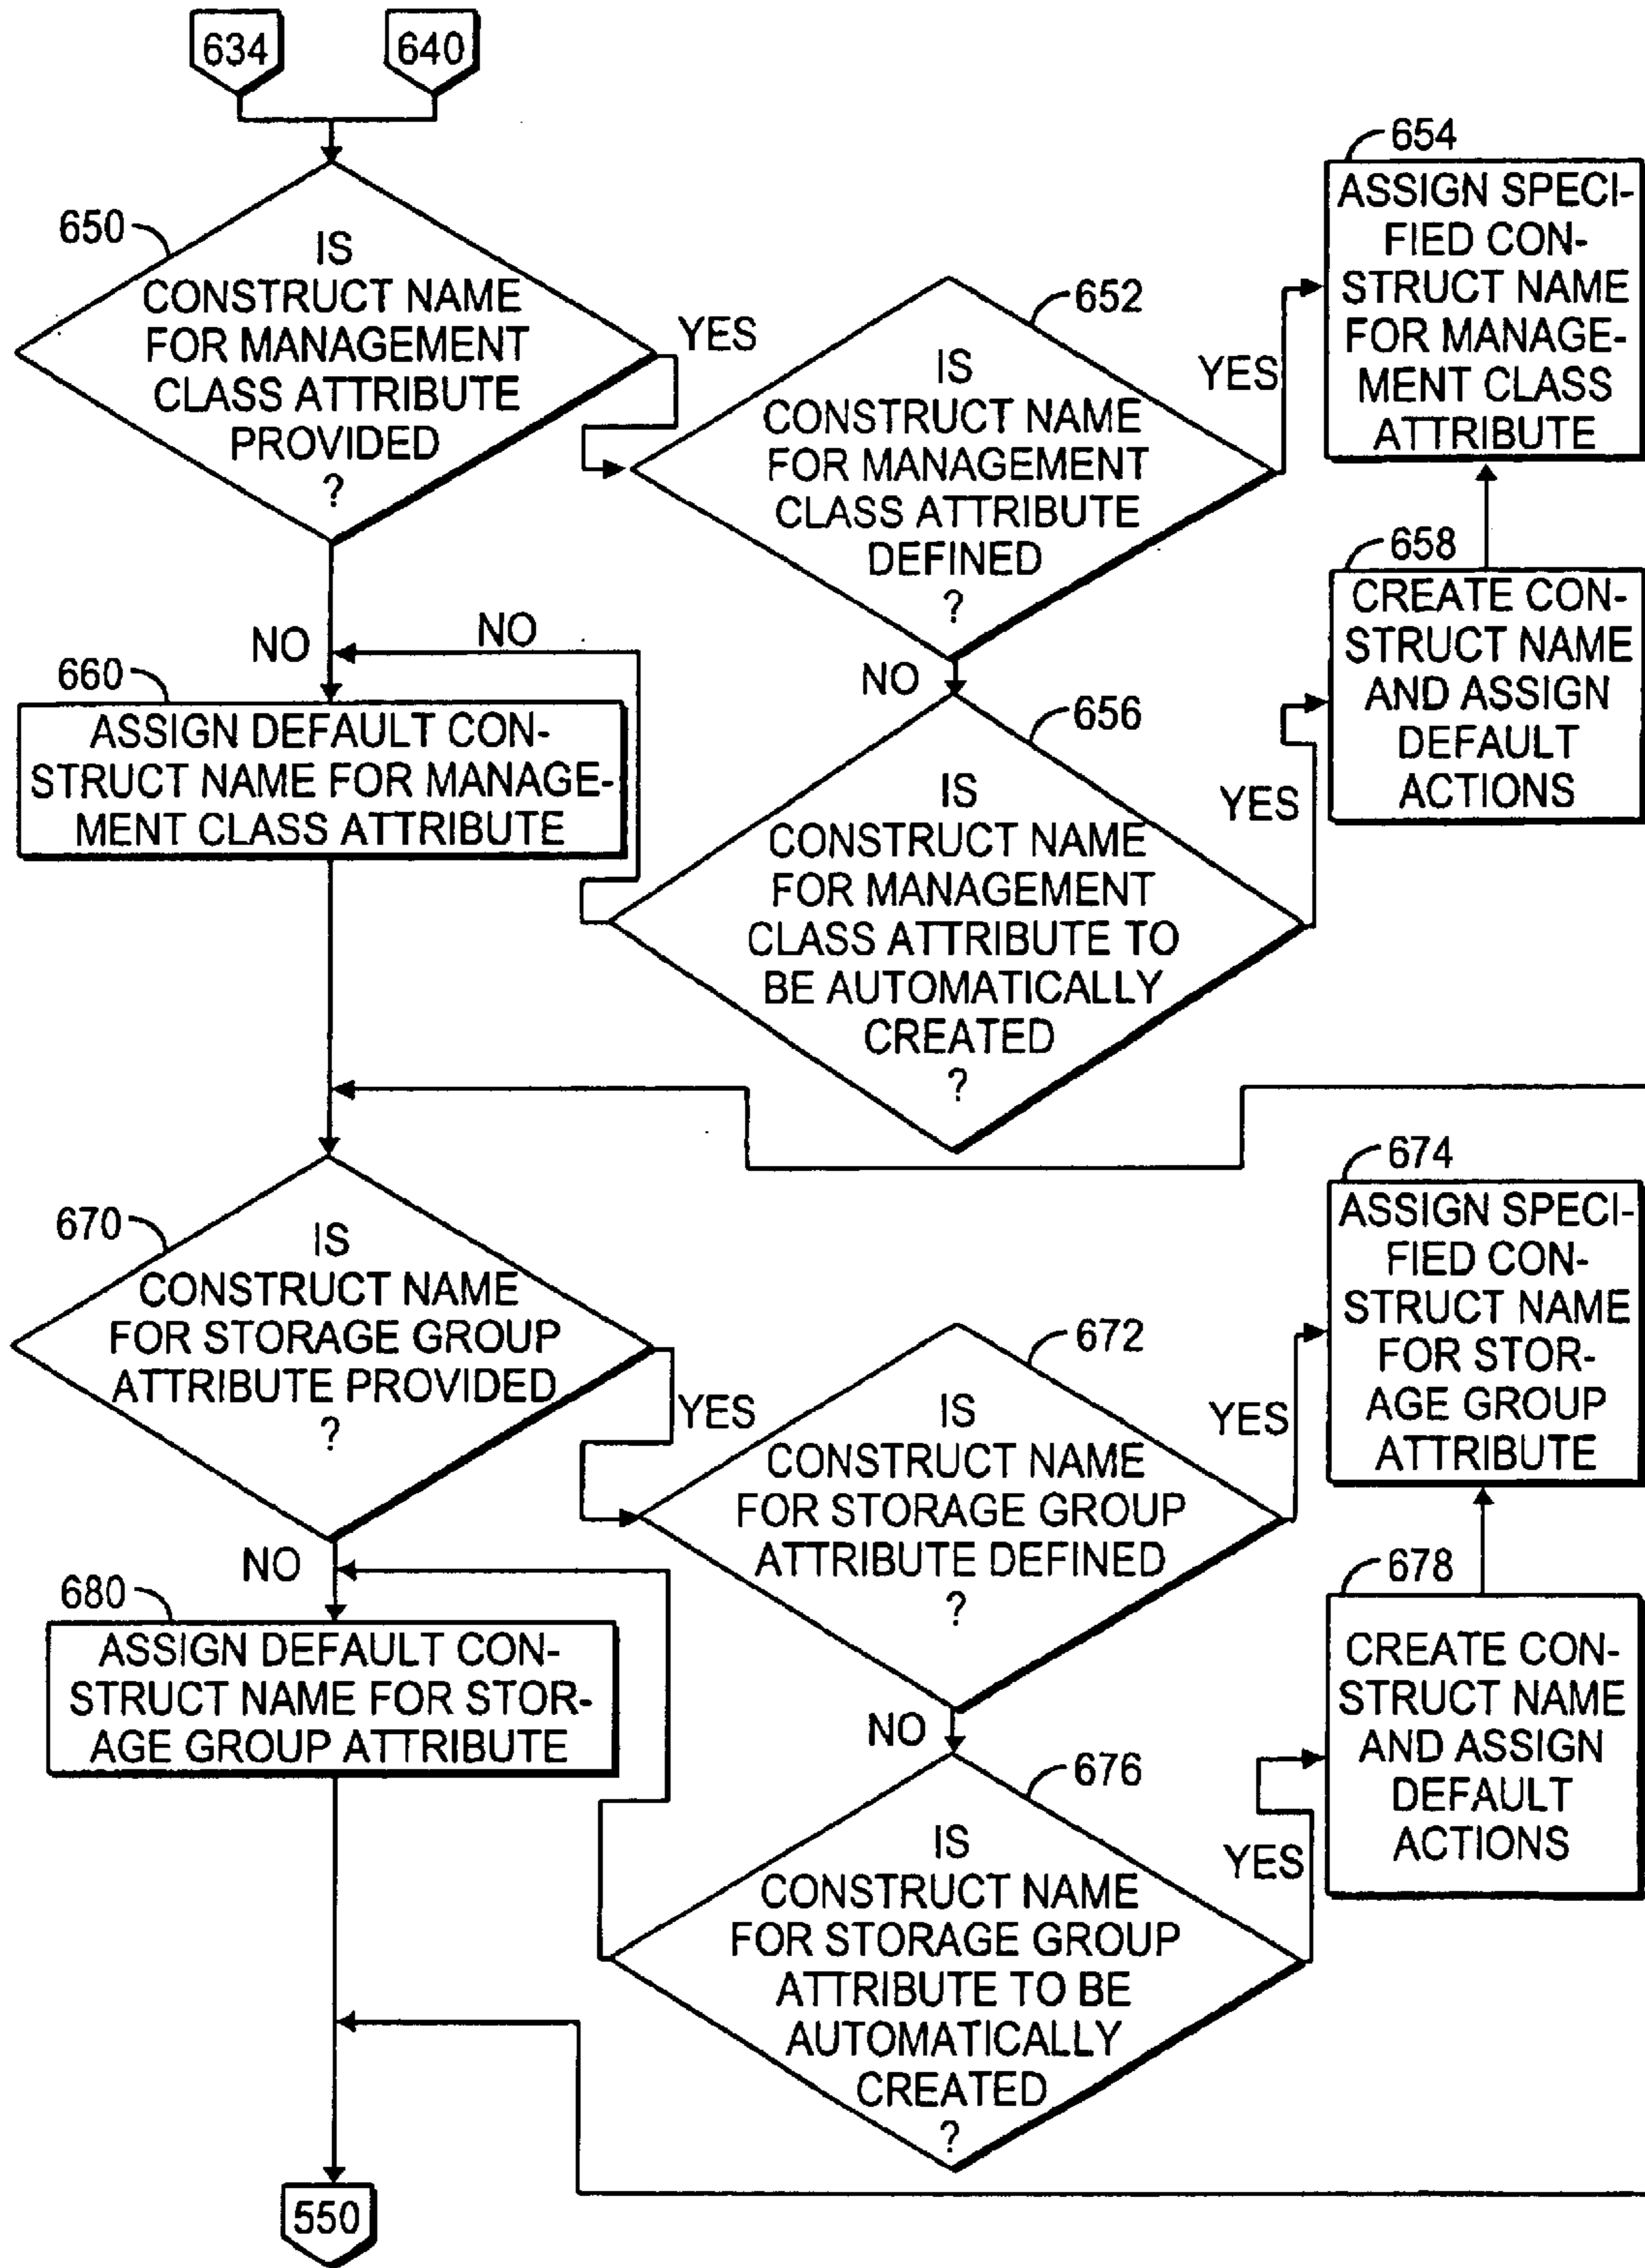 634
640
650
IS
CONSTRUCT NAME
FOR MANAGEMENT
CLASS ATTRIBUTE
PROVIDED
?
YES
652
IS
CONSTRUCT NAME
FOR MANAGEMENT
CLASS ATTRIBUTE
DEFINED
?
YES
654
ASSIGN SPECI-
FIED CON-
STRUCT NAME
FOR MANAGE-
MENT CLASS
ATTRIBUTE
NO
NO
NO
660
ASSIGN DEFAULT CON-
STRUCT NAME FOR MANAGE-
MENT CLASS ATTRIBUTE
656
IS
CONSTRUCT NAME
FOR MANAGEMENT
CLASS ATTRIBUTE TO
BE AUTOMATICALLY
CREATED
?
YES
658
CREATE CON-
STRUCT NAME
AND ASSIGN
DEFAULT
ACTIONS
670
IS
CONSTRUCT NAME
FOR STORAGE GROUP
ATTRIBUTE PROVIDED
?
YES
672
IS
CONSTRUCT NAME
FOR STORAGE GROUP
ATTRIBUTE DEFINED
?
YES
674
ASSIGN SPECI-
FIED CON-
STRUCT NAME
FOR STOR-
AGE GROUP
ATTRIBUTE
NO
680
ASSIGN DEFAULT CON-
STRUCT NAME FOR STOR-
AGE GROUP ATTRIBUTE
NO
676
IS
CONSTRUCT NAME
FOR STORAGE GROUP
ATTRIBUTE TO BE
AUTOMATICALLY
CREATED
?
YES
678
CREATE CON-
STRUCT NAME
AND ASSIGN
DEFAULT
ACTIONS
550